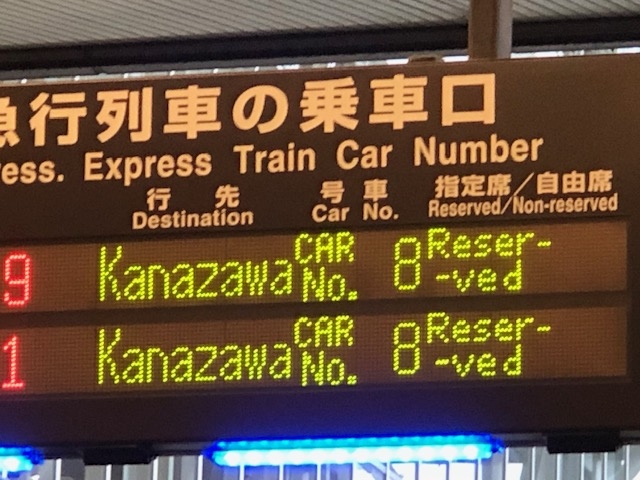 急行列車の乗車口
ress. Express Train Car Number
行先 号車 指定席／自由席
Destination Car No. Reserved/Non-reserved
9 Kanazawa CAR No. 8 Reser-
-ved
1 Kanazawa CAR No. 8 Reser-
-ved